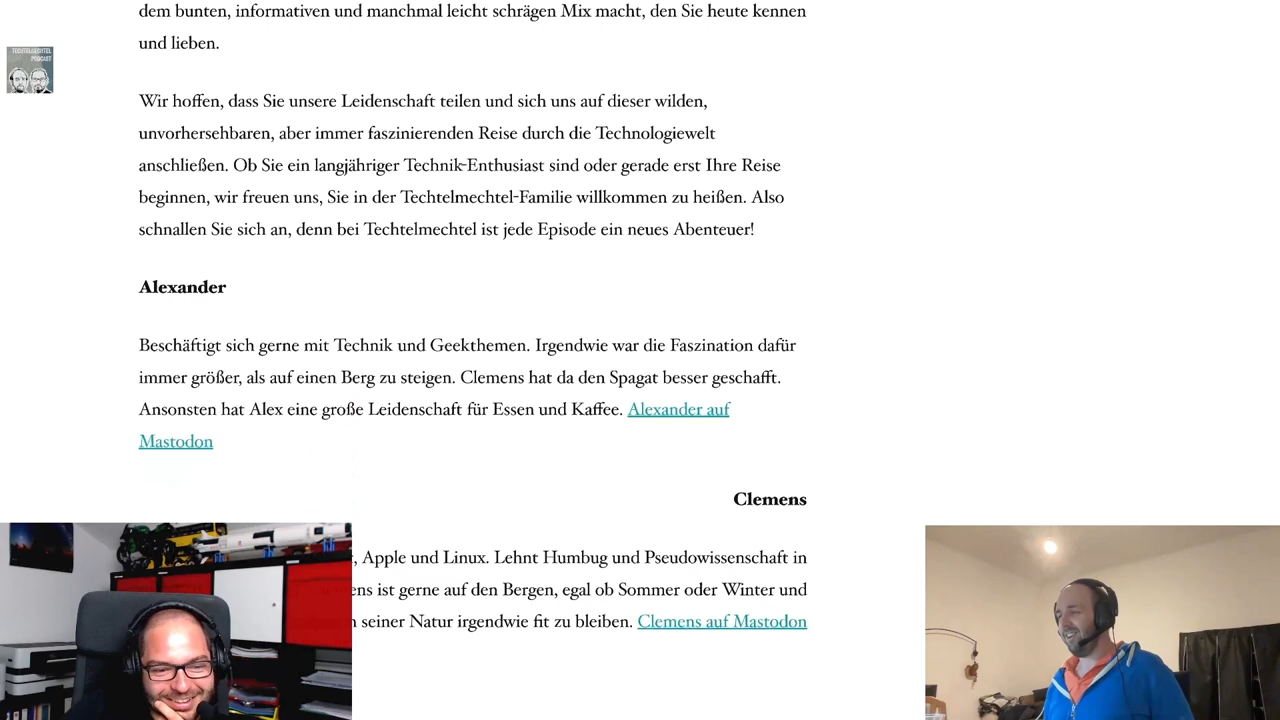 dem bunten, informativen und manchmal leicht schrägen Mix macht, den Sie heute kennen
und lieben.
TECHTELMECHTEL
PODCAST
Wir hoffen, dass Sie unsere Leidenschaft teilen und sich uns auf dieser wilden,
unvorhersehbaren, aber immer faszinierenden Reise durch die Technologiewelt
anschließen. Ob Sie ein langjähriger Technik-Enthusiast sind oder gerade erst Ihre Reise
beginnen, wir freuen uns, Sie in der Techtelmechtel-Familie willkommen zu heißen. Also
schnallen Sie sich an, denn bei Techtelmechtel ist jede Episode ein neues Abenteuer!
Alexander
Beschäftigt sich gerne mit Technik und Geekthemen. Irgendwie war die Faszination dafür
immer größer, als auf einen Berg zu steigen. Clemens hat da den Spagat besser geschafft.
Ansonsten hat Alex eine große Leidenschaft für Essen und Kaffee. Alexander auf
Mastodon
Clemens
, Apple und Linux. Lehnt Humbug und Pseudowissenschaft in
ens ist gerne auf den Bergen, egal ob Sommer oder Winter und
seiner Natur irgendwie fit zu bleiben. Clemens auf Mastodon